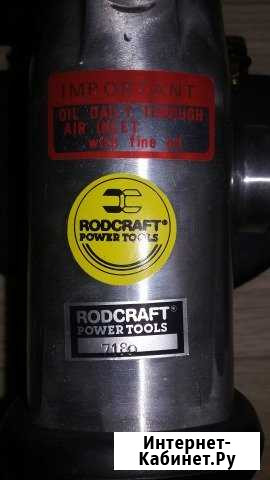 IMPORTANT
OIL DAILY THROUGH
AIR INLET
with fine oil
RODCRAFT®
POWER TOOLS
RODCRAFT®
POWER TOOLS
7180
Интернет-
Кабинет.Ру